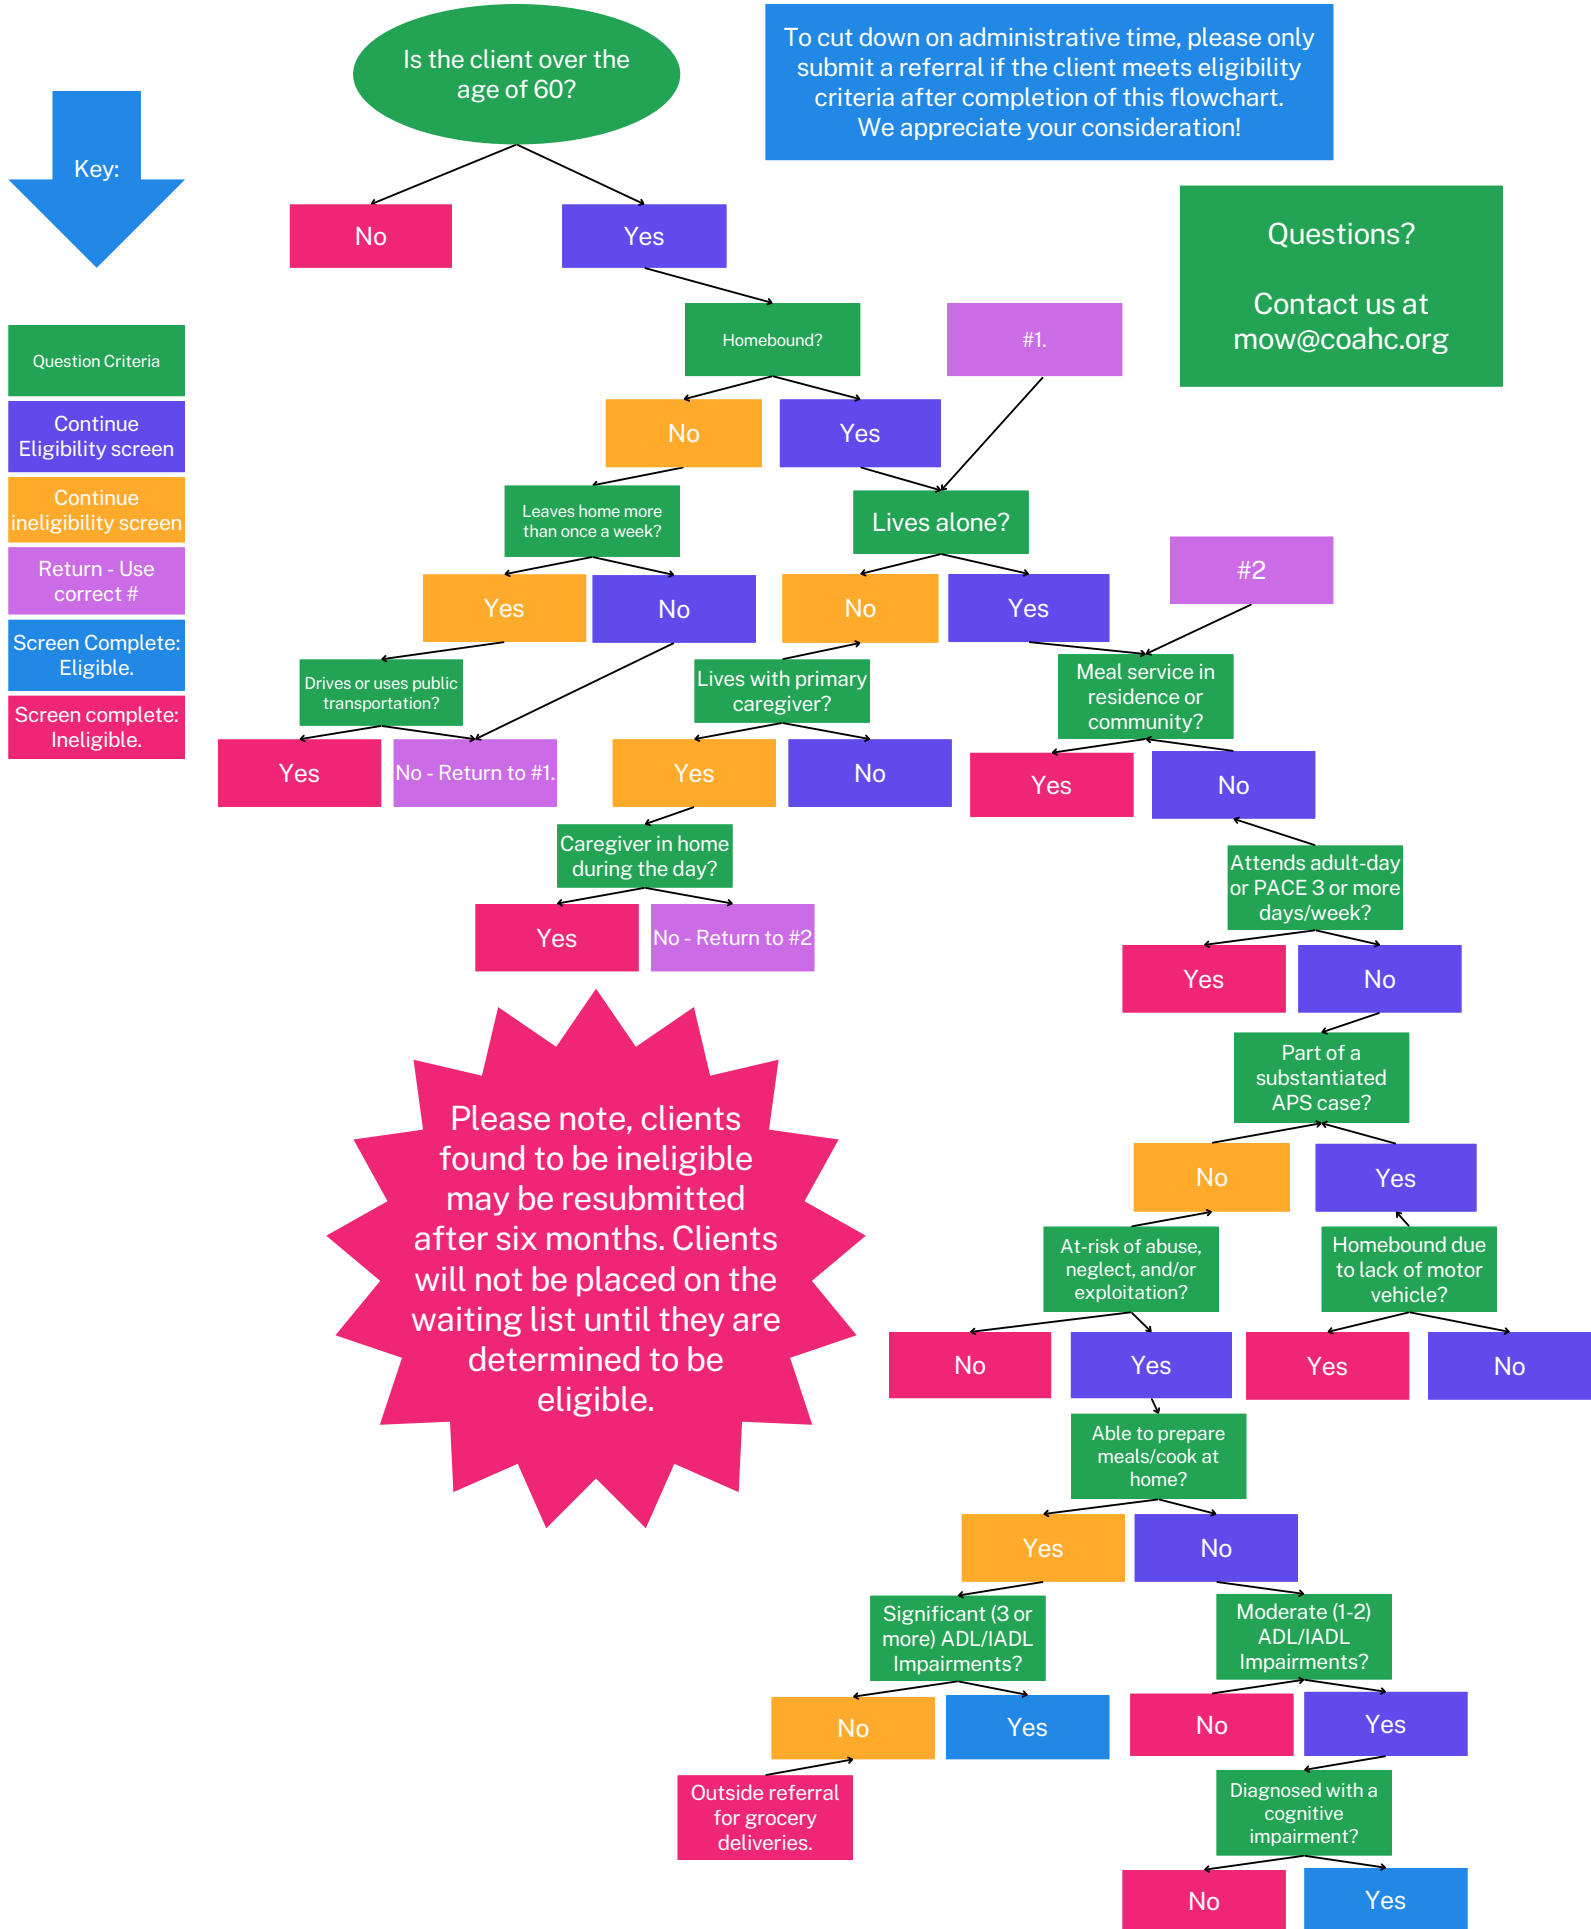 Is the client over the
age of 60?
To cut down on administrative time, please only
submit a referral if the client meets eligibility
criteria after completion of this flowchart.
We appreciate your consideration!
Key:
No
Yes
Questions?
Contact us at
mow@coahc.org
Question Criteria
Continue
Eligibility screen
Continue
ineligibility screen
Return - Use
correct #
Screen Complete:
Eligible.
Screen complete:
Ineligible.
Homebound?
#1.
No
Yes
Leaves home more
than once a week?
Lives alone?
#2
Yes
No
No
Yes
Drives or uses public
transportation?
Lives with primary
caregiver?
Meal service in
residence or
community?
Yes
No - Return to #1.
Yes
No
Yes
No
Caregiver in home
during the day?
Attends adult-day
or PACE 3 or more
days/week?
Yes
No - Return to #2
Yes
No
Part of a
substantiated
APS case?
Please note, clients
found to be ineligible
may be resubmitted
after six months. Clients
will not be placed on the
waiting list until they are
determined to be
eligible.
No
Yes
At-risk of abuse,
neglect, and/or
exploitation?
Homebound due
to lack of motor
vehicle?
No
Yes
Yes
No
Able to prepare
meals/cook at
home?
Yes
No
Significant (3 or
more) ADL/IADL
Impairments?
Moderate (1-2)
ADL/IADL
Impairments?
No
Yes
No
Yes
Outside referral
for grocery
deliveries.
Diagnosed with a
cognitive
impairment?
No
Yes